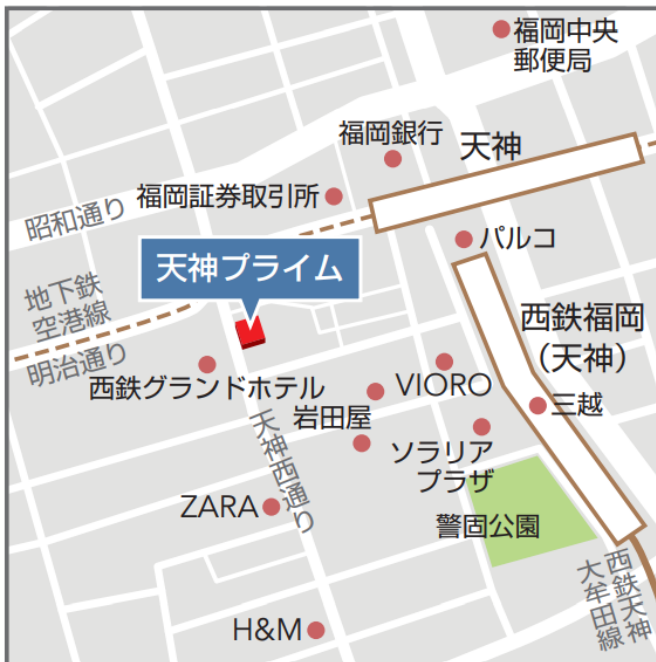 福岡中央
郵便局
福岡銀行
天神
福岡証券取引所
昭和通り
パルコ
天神プライム
地下鉄
空港線
明治通り
西鉄福岡
（天神）
西鉄グランドホテル
VIORO
岩田屋
三越
ソラリア
プラザ
天神西通り
ZARA
警固公園
西鉄天神
大牟田線
H&M